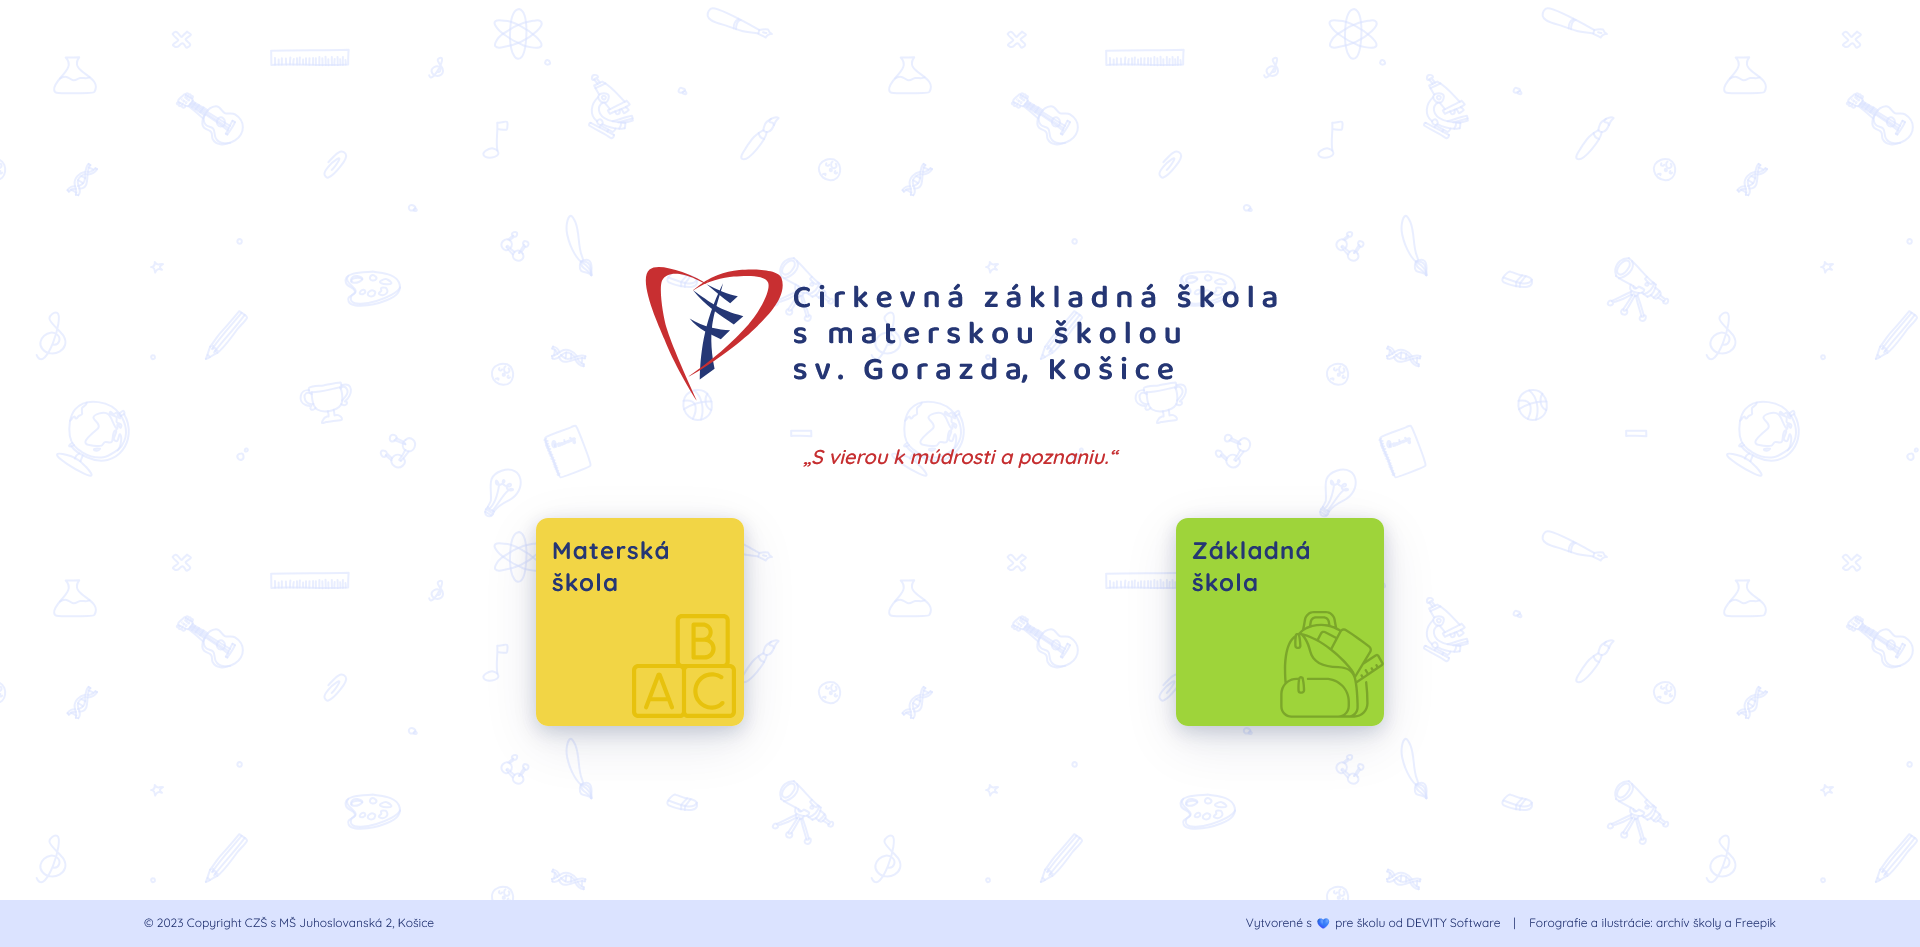 Cirkevná základná škola
s materskou školou
sv. Gorazda, Košice
„S vierou k múdrosti a poznaniu.“
Materská
škola
B
A C
Základná
škola
© 2023 Copyright CZŠ s MŠ Juhoslovanská 2, Košice
Vytvorené s 💙 pre školu od DEVITY Software | Forografie a ilustrácie: archív školy a Freepik